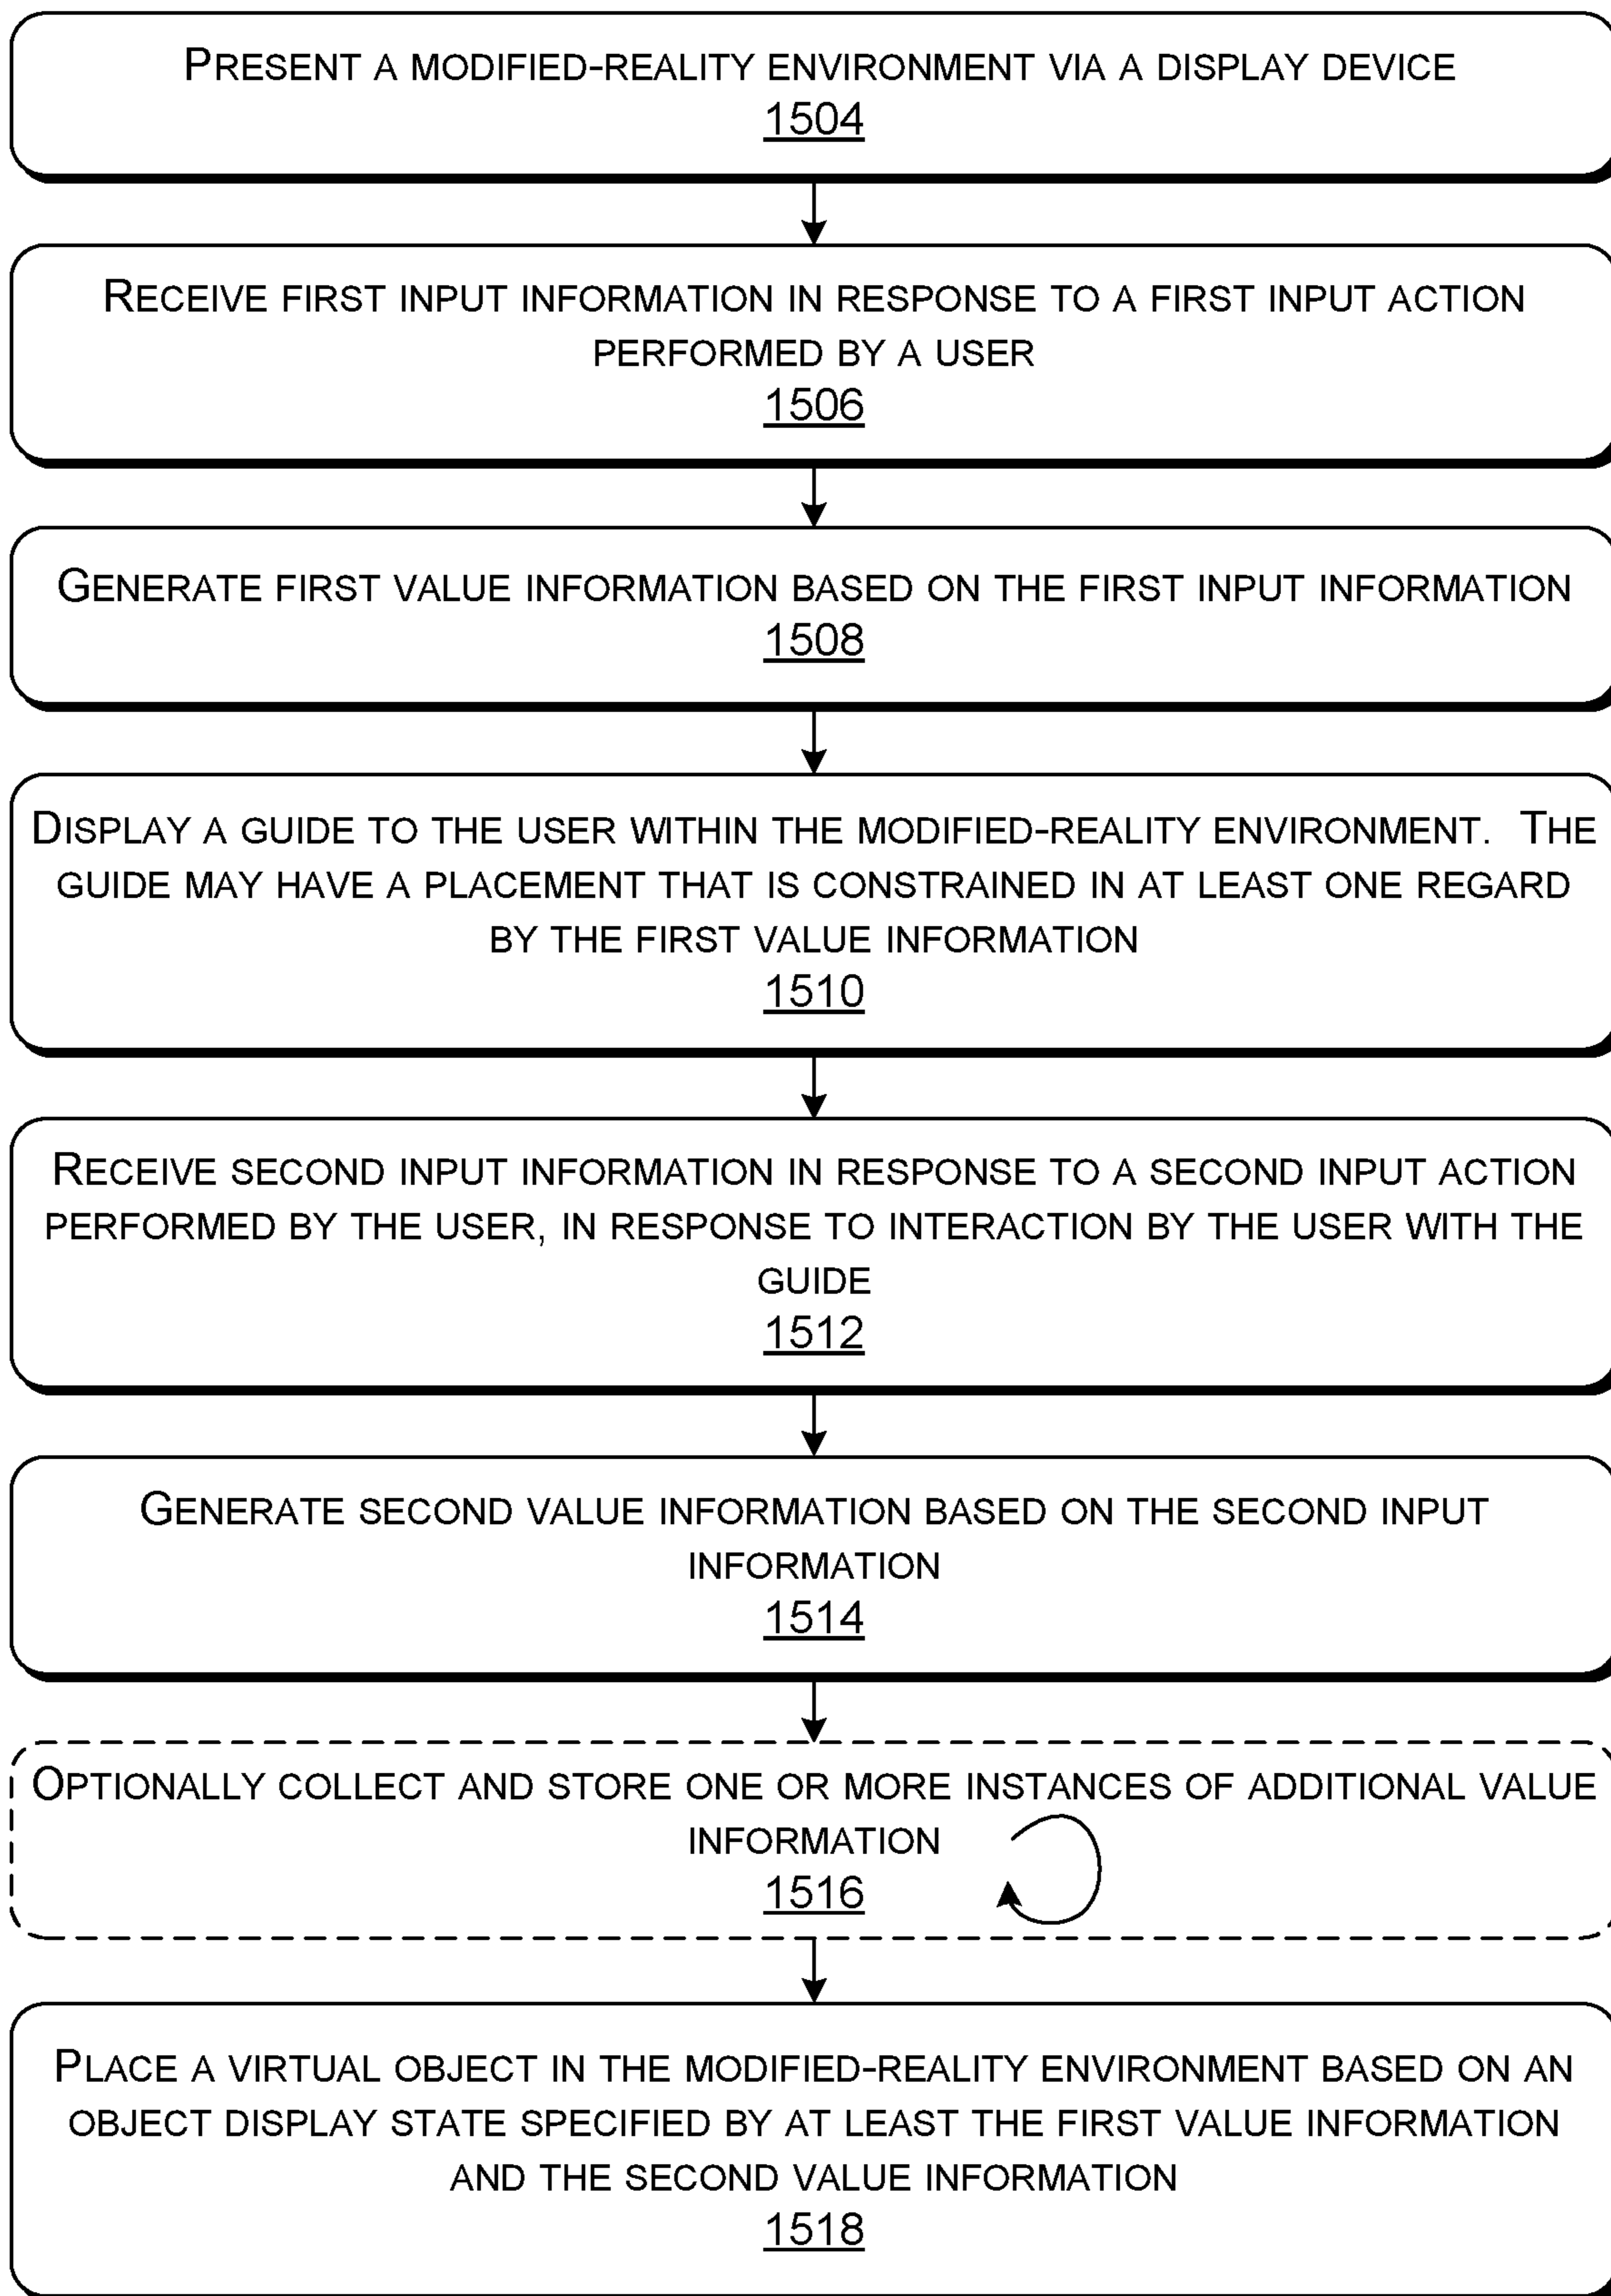 PRESENT A MODIFIED-REALITY ENVIRONMENT VIA A DISPLAY DEVICE
1504
RECEIVE FIRST INPUT INFORMATION IN RESPONSE TO A FIRST INPUT ACTION
PERFORMED BY A USER
1506
GENERATE FIRST VALUE INFORMATION BASED ON THE FIRST INPUT INFORMATION
1508
DISPLAY A GUIDE TO THE USER WITHIN THE MODIFIED-REALITY ENVIRONMENT. THE
GUIDE MAY HAVE A PLACEMENT THAT IS CONSTRAINED IN AT LEAST ONE REGARD
BY THE FIRST VALUE INFORMATION
1510
RECEIVE SECOND INPUT INFORMATION IN RESPONSE TO A SECOND INPUT ACTION
PERFORMED BY THE USER, IN RESPONSE TO INTERACTION BY THE USER WITH THE
GUIDE
1512
GENERATE SECOND VALUE INFORMATION BASED ON THE SECOND INPUT
INFORMATION
1514
OPTIONALLY COLLECT AND STORE ONE OR MORE INSTANCES OF ADDITIONAL VALUE
INFORMATION
1516
PLACE A VIRTUAL OBJECT IN THE MODIFIED-REALITY ENVIRONMENT BASED ON AN
OBJECT DISPLAY STATE SPECIFIED BY AT LEAST THE FIRST VALUE INFORMATION
AND THE SECOND VALUE INFORMATION
1518